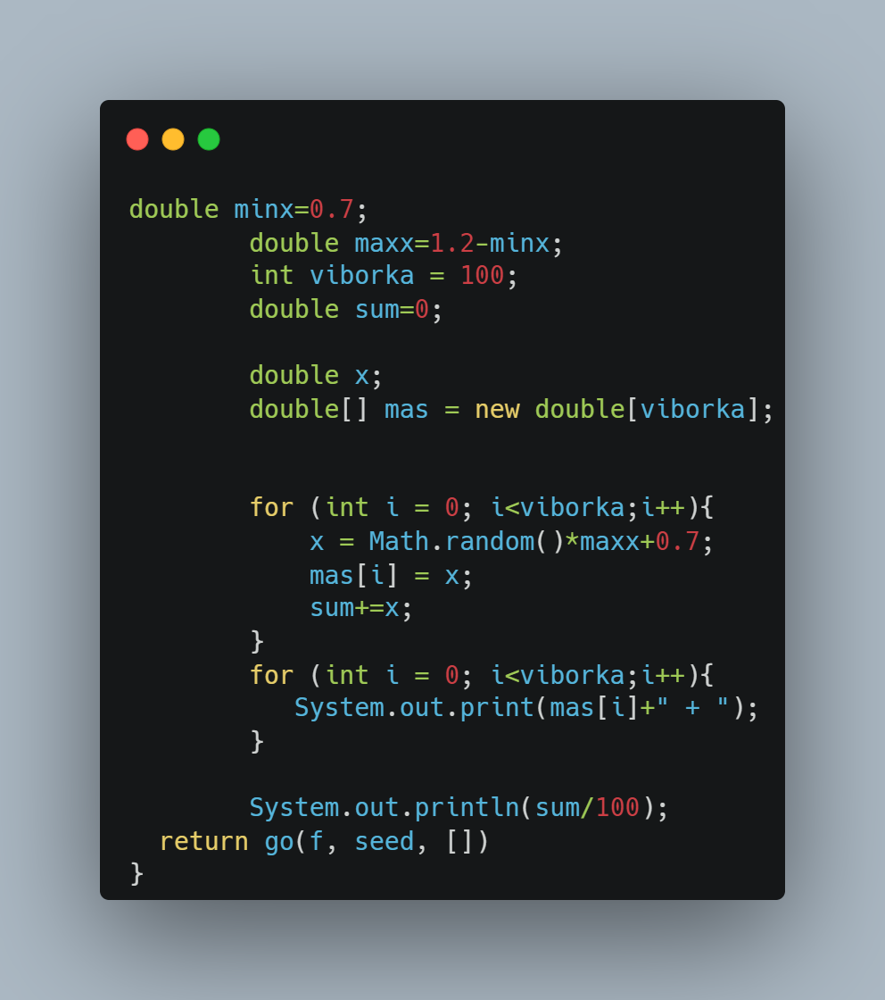 double minx=0.7;
        double maxx=1.2-minx;
        int viborka = 100;
        double sum=0;

        double x;
        double[] mas = new double[viborka];


        for (int i = 0; i<viborka;i++){
            x = Math.random()*maxx+0.7;
            mas[i] = x;
            sum+=x;
        }
        for (int i = 0; i<viborka;i++){
           System.out.print(mas[i]+" + ");
        }

        System.out.println(sum/100);
  return go(f, seed, [])
}